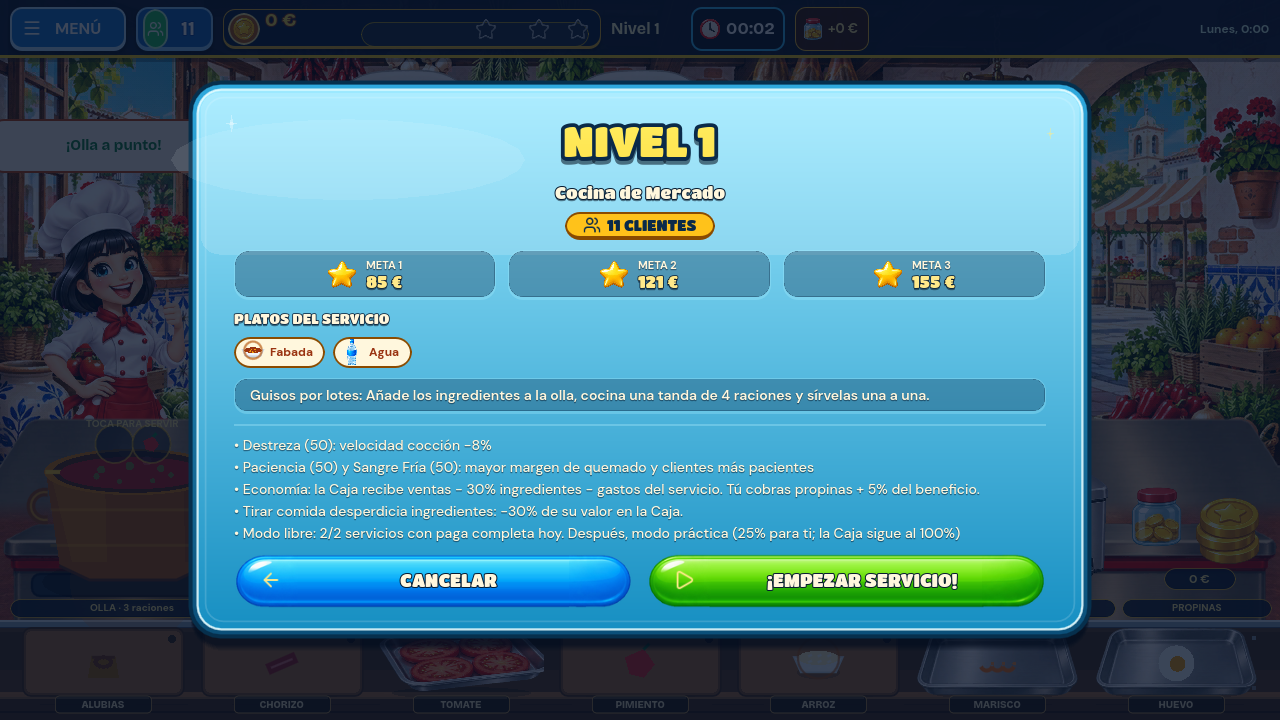 MENÚ
11
0 €
Nivel 1
00:02
+0 €
Lunes, 0:00
¡Olla a punto!
NIVEL 1
Cocina de Mercado
11 CLIENTES
META 1
85 €
META 2
121 €
META 3
155 €
PLATOS DEL SERVICIO
Fabada
Agua
Guisos por lotes: Añade los ingredientes a la olla, cocina una tanda de 4 raciones y sírvelas una a una.
• Destreza (50): velocidad cocción -8%
• Paciencia (50) y Sangre Fría (50): mayor margen de quemado y clientes más pacientes
• Economía: la Caja recibe ventas - 30% ingredientes - gastos del servicio. Tú cobras propinas + 5% del beneficio.
• Tirar comida desperdicia ingredientes: -30% de su valor en la Caja.
• Modo libre: 2/2 servicios con paga completa hoy. Después, modo práctica (25% para ti; la Caja sigue al 100%)
CANCELAR
¡EMPEZAR SERVICIO!
TOCA PARA SERVIR
0 €
OLLA · 3 raciones
PROPINAS
ALUBIAS
CHORIZO
TOMATE
PIMIENTO
ARROZ
MARISCO
HUEVO